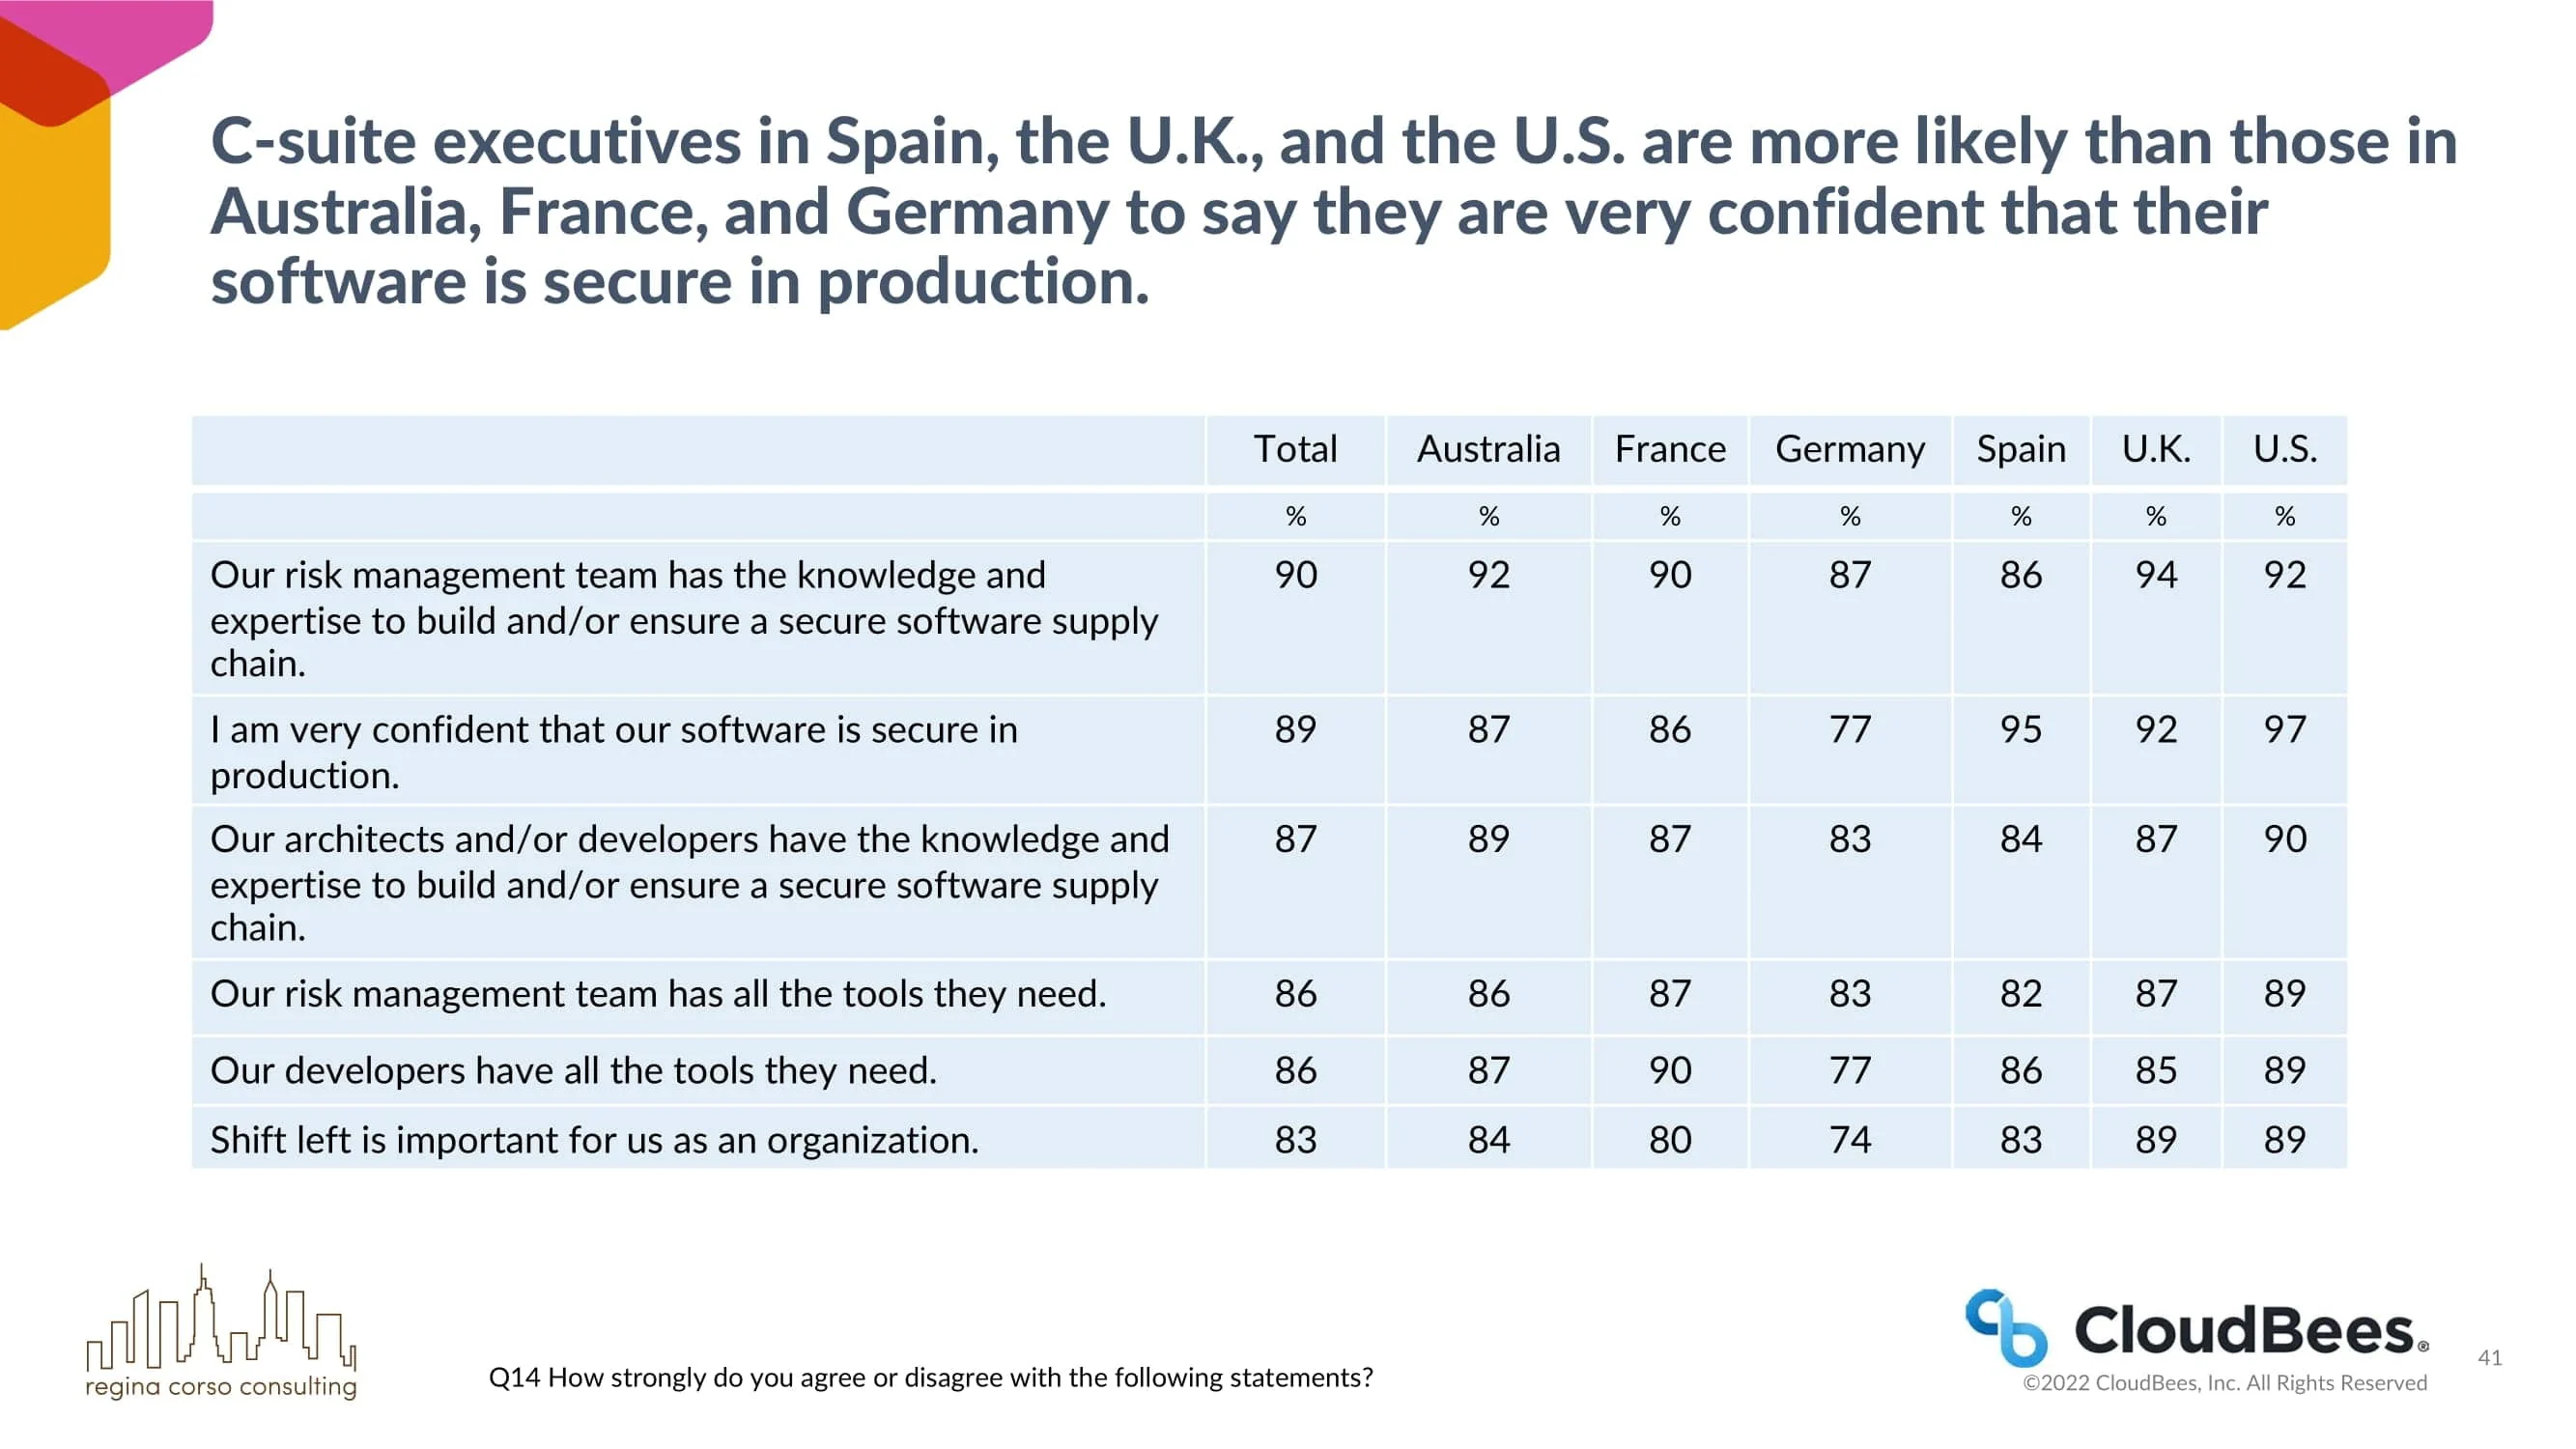 C-suite executives in Spain, the U.K., and the U.S. are more likely than those in
Australia, France, and Germany to say they are very confident that their
software is secure in production.
Total Australia France Germany Spain U.K. U.S.
% % % % % % %
Our risk management team has the knowledge and 90 92 90 87 86 94 92
expertise to build and/or ensure a secure software supply
chain.
I am very confident that our software is secure in 89 87 86 77 95 92 97
production.
Our architects and/or developers have the knowledge and 87 89 87 83 84 87 90
expertise to build and/or ensure a secure software supply
chain.
Our risk management team has all the tools they need. 86 86 87 83 82 87 89
Our developers have all the tools they need. 86 87 90 77 86 85 89
Shift left is important for us as an organization. 83 84 80 74 83 89 89
regina corso consulting
Q14 How strongly do you agree or disagree with the following statements?
CloudBees®
©2022 CloudBees, Inc. All Rights Reserved
41